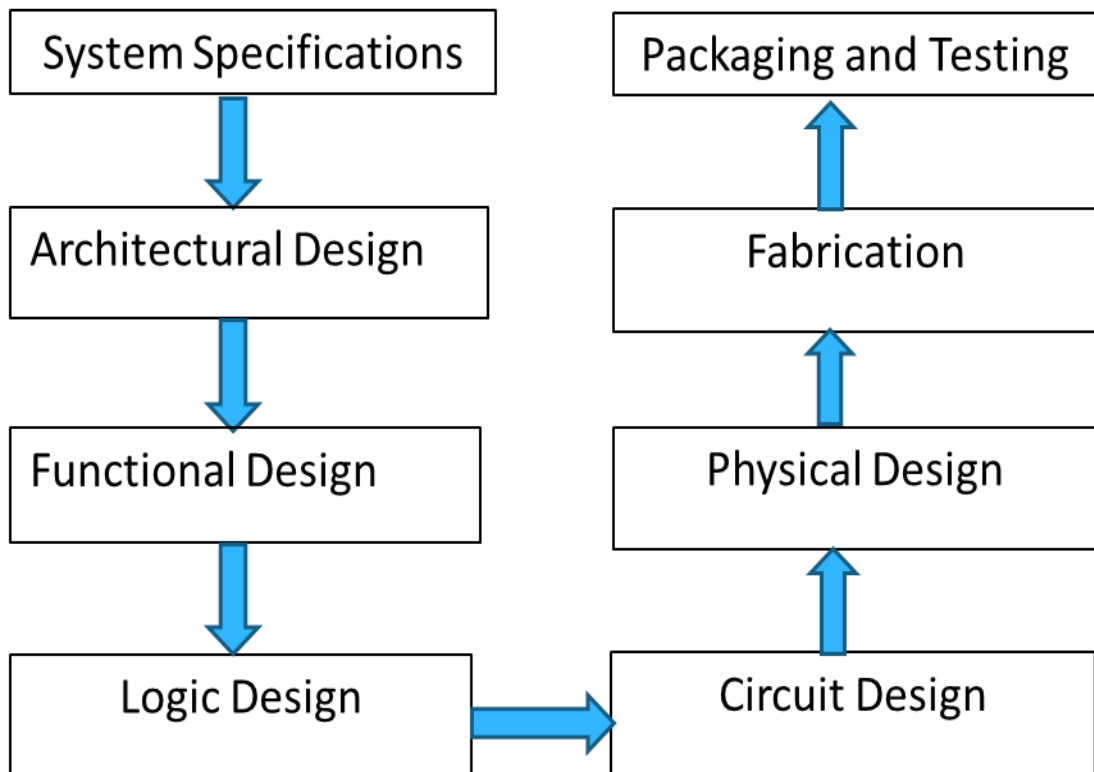 System Specifications
Architectural Design
Functional Design
Logic Design
Circuit Design
Physical Design
Fabrication
Packaging and Testing